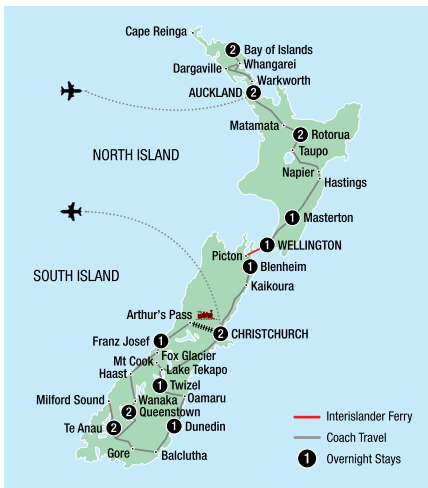 Cape Reinga
2
Bay of Islands
Whangarei
Dargaville
Warkworth
AUCKLAND
2
Matamata
2
Rotorua
Taupo
NORTH ISLAND
Napier
Hastings
1
Masterton
1
WELLINGTON
Picton
1
Blenheim
SOUTH ISLAND
Kaikoura
Arthur's Pass
2
CHRISTCHURCH
Franz Josef
1
Fox Glacier
Mt Cook
Lake Tekapo
Haast
1
Twizel
Oamaru
Milford Sound
Wanaka
2
Queenstown
Te Anau
2
1
Dunedin
Gore
Balclutha
Interislander Ferry
Coach Travel
1
Overnight Stays